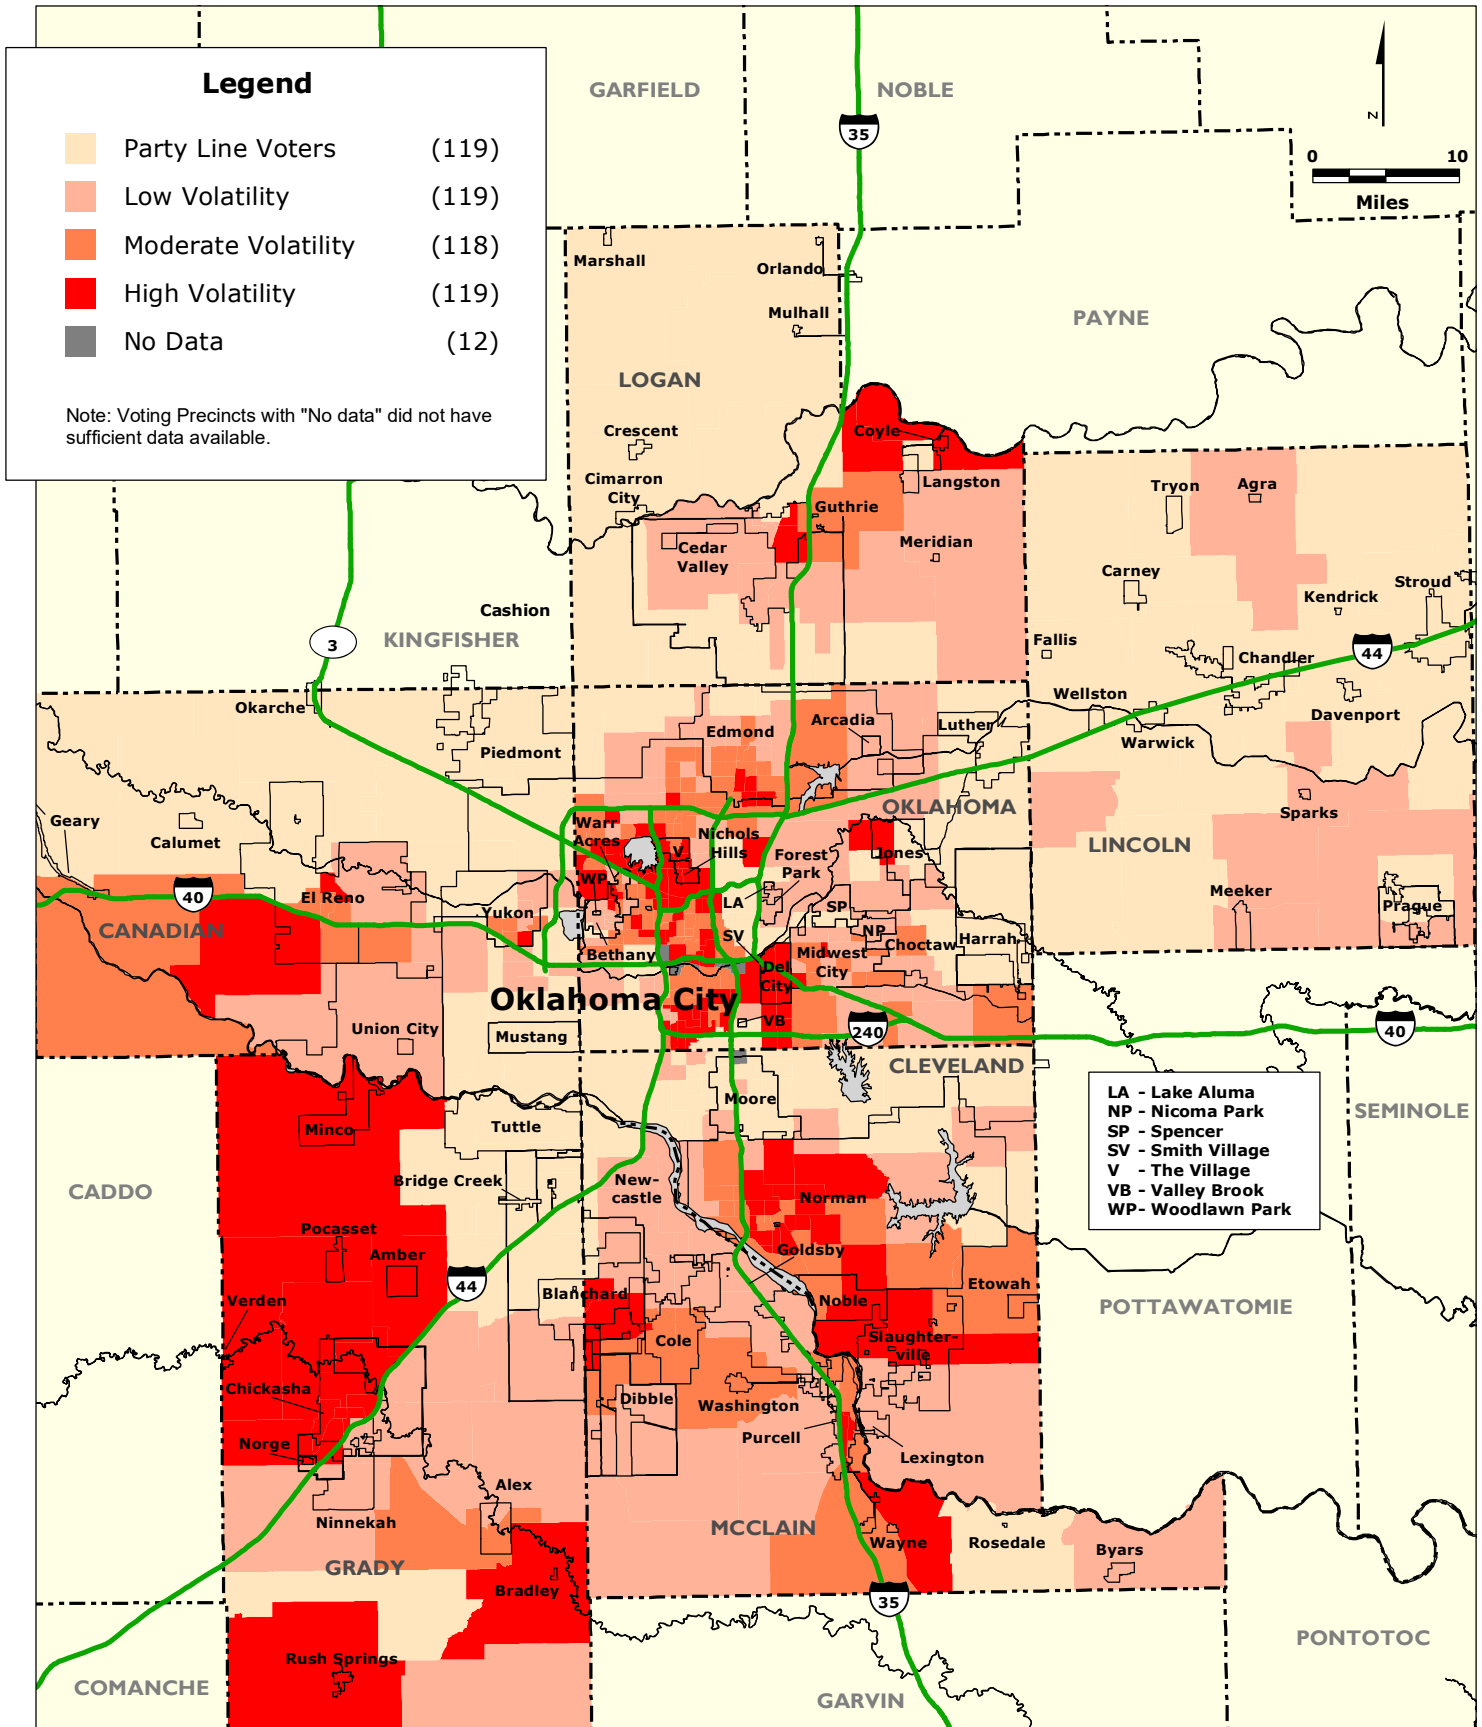 Legend
Party Line Voters (119)
Low Volatility (119)
Moderate Volatility (118)
High Volatility (119)
No Data (12)
Note: Voting Precincts with "No data" did not have
sufficient data available.
GARFIELD
NOBLE
35
N
0 10
Miles
Marshall
Orlando
Mulhall
PAYNE
LOGAN
Crescent
Coyle
Cimarron
City
Langston
Tryon
Agra
Guthrie
Cedar
Valley
Meridian
Carney
Kendrick
Stroud
Cashion
KINGFISHER
3
Fallis
Chandler
44
Okarche
Piedmont
Edmond
Arcadia
Luther
Wellston
Warwick
Davenport
Geary
Calumet
Warr
Acres
Nichols
Hills
V
OKLAHOMA
Forest
Park
Jones
Sparks
LINCOLN
40
El Reno
WP
LA
SP
Meeker
Prague
CANADIAN
Yukon
SV
NP
Choctaw
Harrah
Bethany
Midwest
City
Del
City
Oklahoma City
VB
240
40
Union City
Mustang
CLEVELAND
Moore
LA - Lake Aluma
NP - Nicoma Park
SP - Spencer
SV - Smith Village
V - The Village
VB - Valley Brook
WP- Woodlawn Park
SEMINOLE
Minco
Tuttle
CADDO
Bridge Creek
New-
castle
Norman
Pocasset
Amber
Goldsby
44
Blanchard
Noble
Etowah
Verden
POTTAWATOMIE
Cole
Slaughter-
ville
Chickasha
Dibble
Washington
Norge
Purcell
Lexington
Alex
Ninnekah
MCCLAIN
Wayne
Rosedale
Byars
GRADY
Bradley
35
Rush Springs
PONTOTOC
COMANCHE
GARVIN